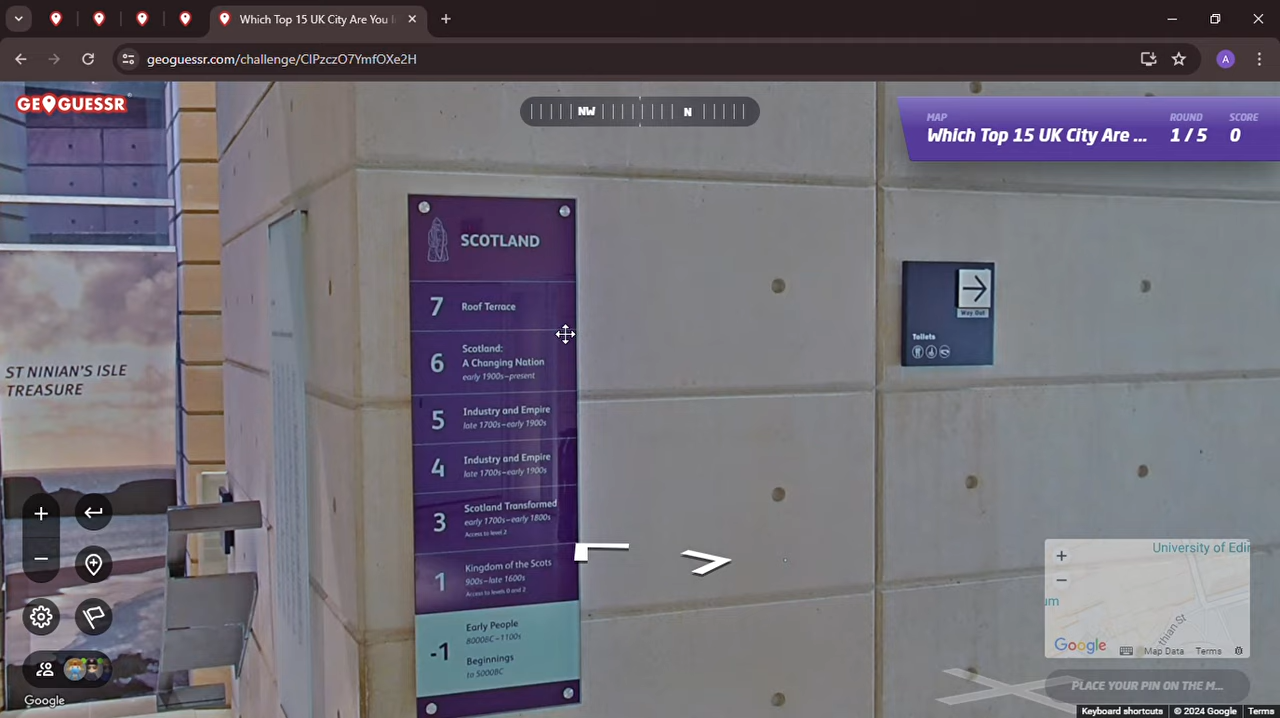 Which Top 15 UK City Are You I
geoguessr.com/challenge/CIPzczO7YmfOXe2H
A
GEOGUESSR
NW
N
MAP
ROUND
SCORE
Which Top 15 UK City Are ...
1 / 5
0
SCOTLAND
7
Roof Terrace
6
Scotland:
A Changing Nation
early 1900s–present
5
Industry and Empire
late 1700s–early 1900s
4
Industry and Empire
late 1700s–early 1900s
3
Scotland Transformed
early 1700s–early 1800s
Access to level 2
1
Kingdom of the Scots
900s–late 1600s
Access to levels 0 and 2
-1
Early People
8000BC–1100s
Beginnings
to 5000BC
Way Out
Toilets
ST NINIAN'S ISLE
TREASURE
University of Edin
um
thian St
Google
Map Data
Terms
PLACE YOUR PIN ON THE M...
Google
Keyboard shortcuts
© 2024 Google
Terms